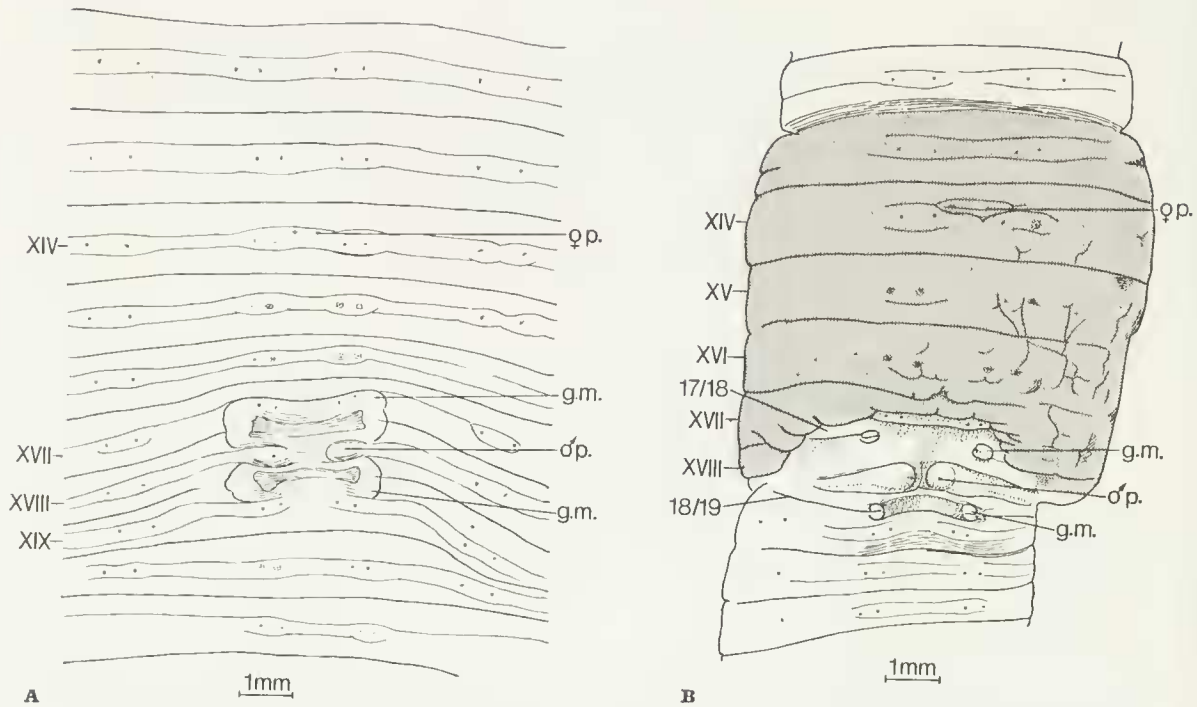 XIV
♀p.
g.m.
XVII
♂p.
XVIII
g.m.
XIX
1mm
A
XIV
♀p.
XV
XVI
17/18
XVII
g.m.
XVIII
♂p.
18/19
g.m.
1mm
B